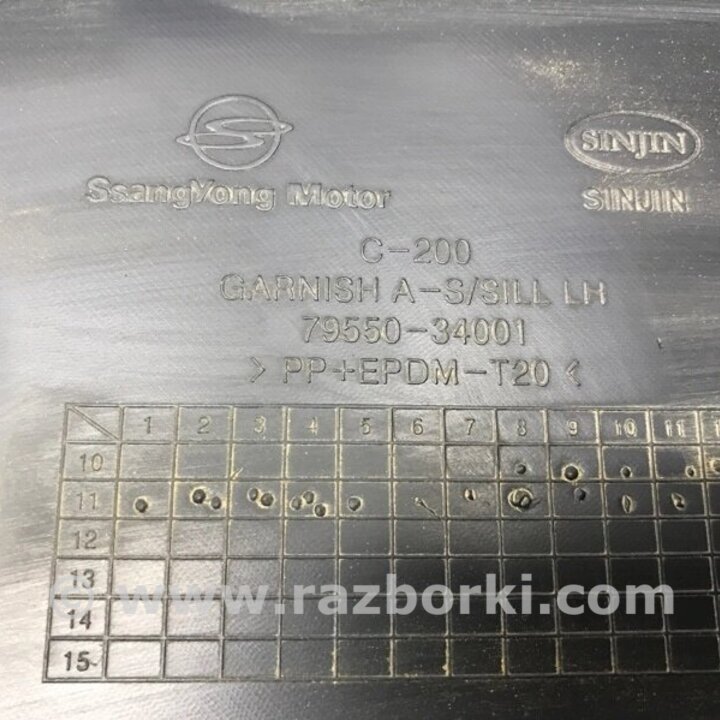 SsangYong Motor
SINJIN
SINJIN
C-200
GARNISH A-S/SILL LH
79550-34001
> PP+EPDM-T20 <
1 2 3 4 5 6 7 8 9 10 11
10
11
12
13
14
15
© www.razborki.com